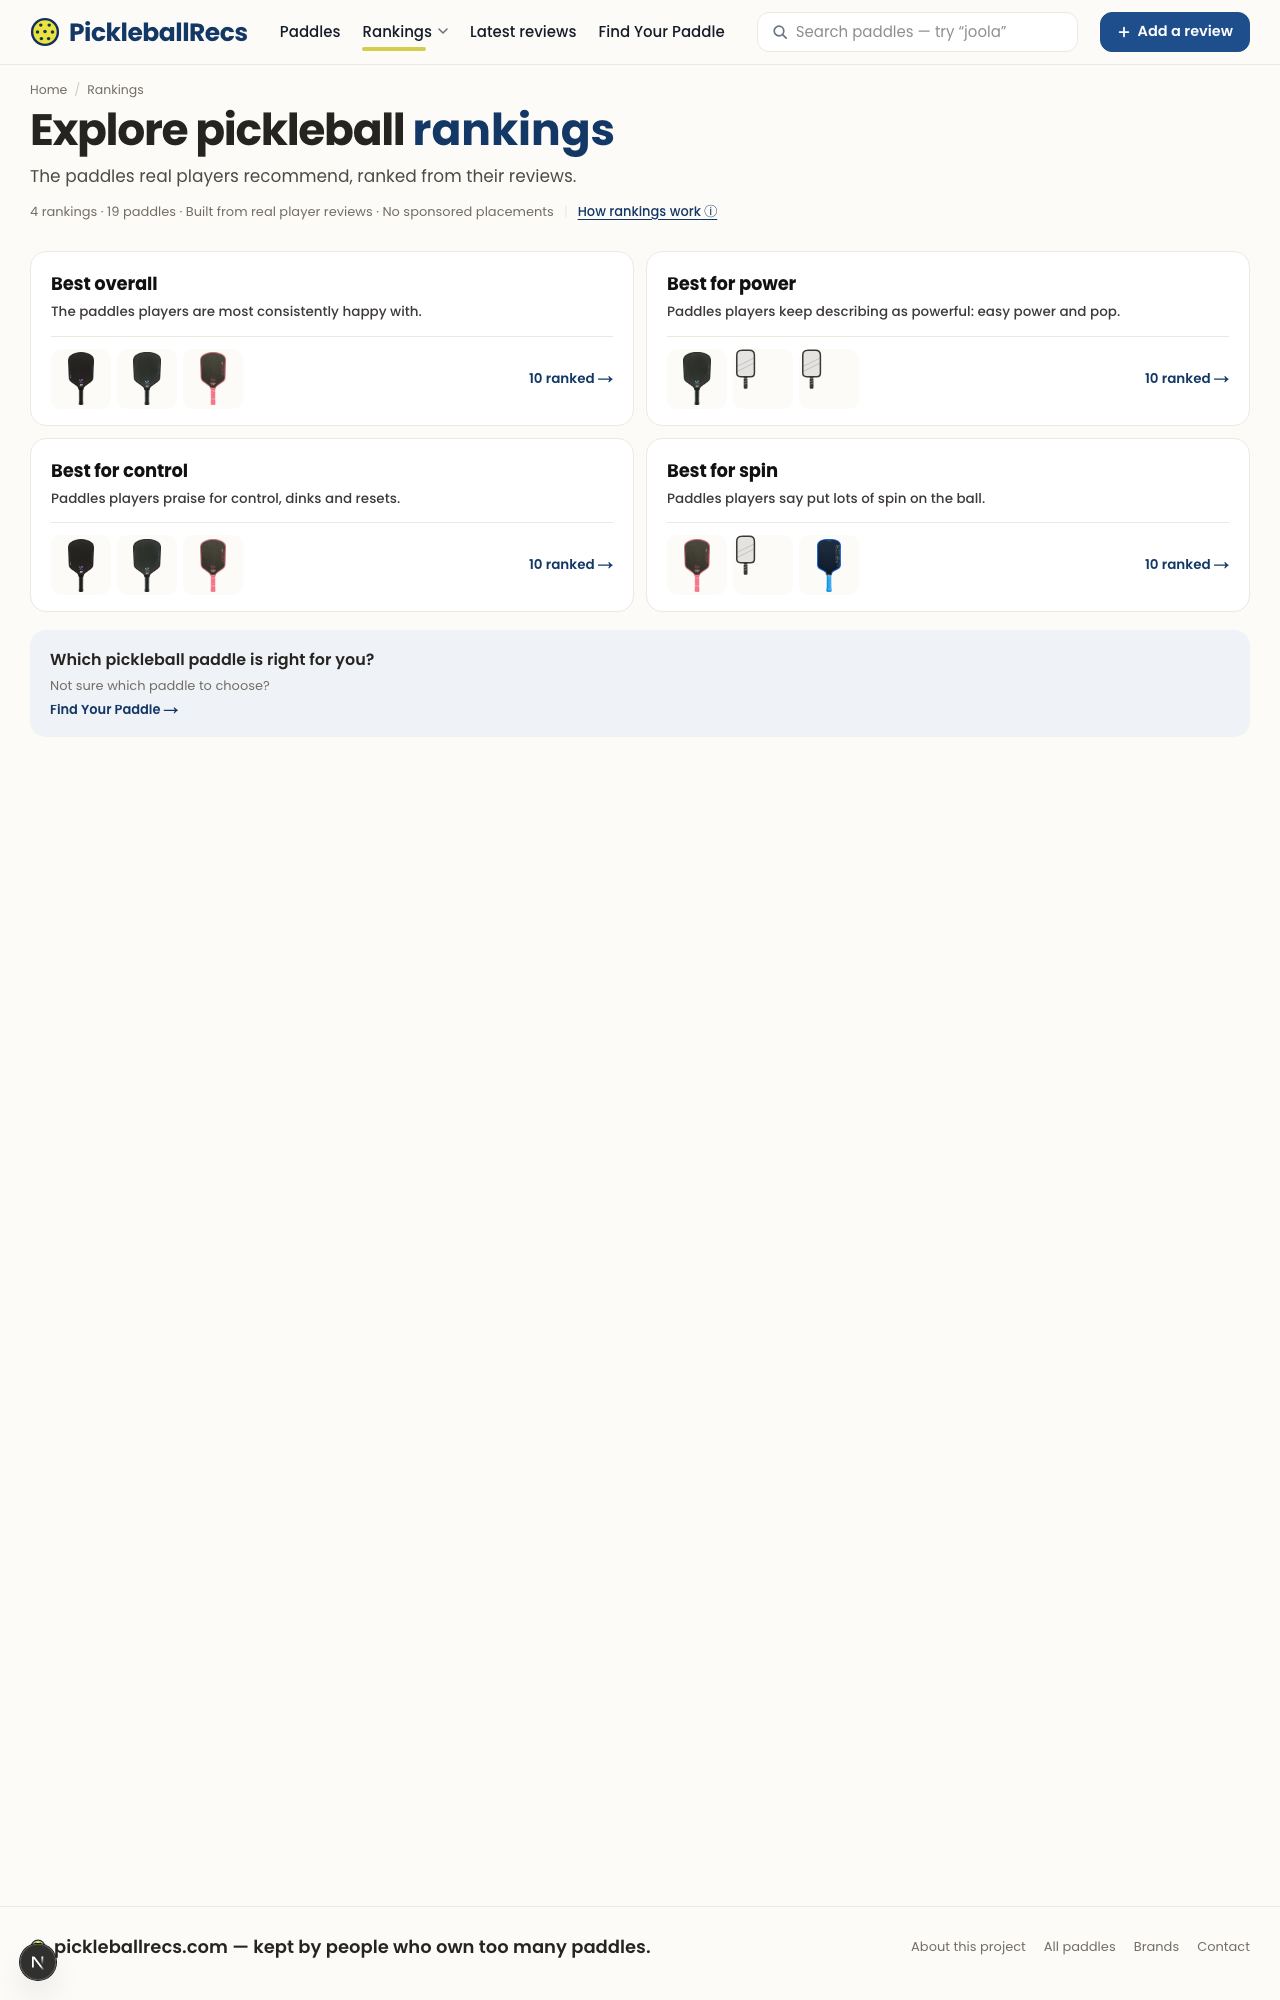 PickleballRecs
Paddles
Rankings
Latest reviews
Find Your Paddle
Search paddles — try “joola”
+ Add a review
Home / Rankings
Explore pickleball rankings
The paddles real players recommend, ranked from their reviews.
4 rankings · 19 paddles · Built from real player reviews · No sponsored placements | How rankings work ⓘ
Best overall
The paddles players are most consistently happy with.
10 ranked →
Best for power
Paddles players keep describing as powerful: easy power and pop.
10 ranked →
Best for control
Paddles players praise for control, dinks and resets.
10 ranked →
Best for spin
Paddles players say put lots of spin on the ball.
10 ranked →
Which pickleball paddle is right for you?
Not sure which paddle to choose?
Find Your Paddle →
N
pickleballrecs.com — kept by people who own too many paddles.
About this project
All paddles
Brands
Contact